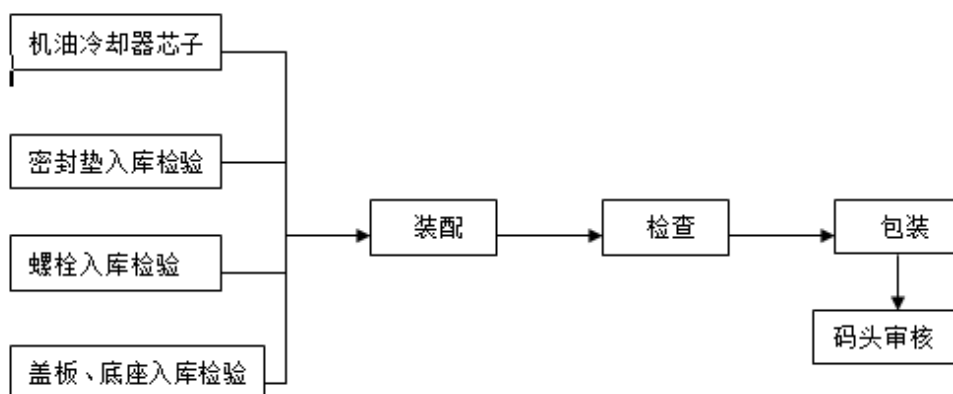 机油冷却器芯子
密封垫入库检验
螺栓入库检验
盖板、底座入库检验
装配
检查
包装
码头审核